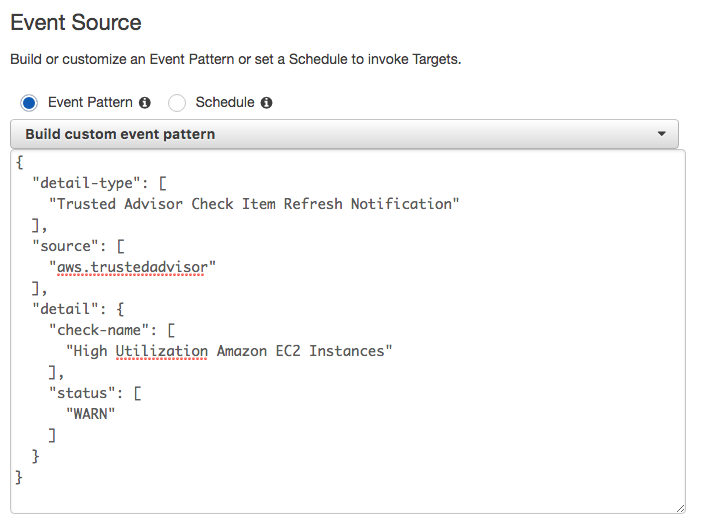 Event Source
Build or customize an Event Pattern or set a Schedule to invoke Targets.
Event Pattern Schedule
Build custom event pattern
{
  "detail-type": [
    "Trusted Advisor Check Item Refresh Notification"
  ],
  "source": [
    "aws.trustedadvisor"
  ],
  "detail": {
    "check-name": [
      "High Utilization Amazon EC2 Instances"
    ],
    "status": [
      "WARN"
    ]
  }
}